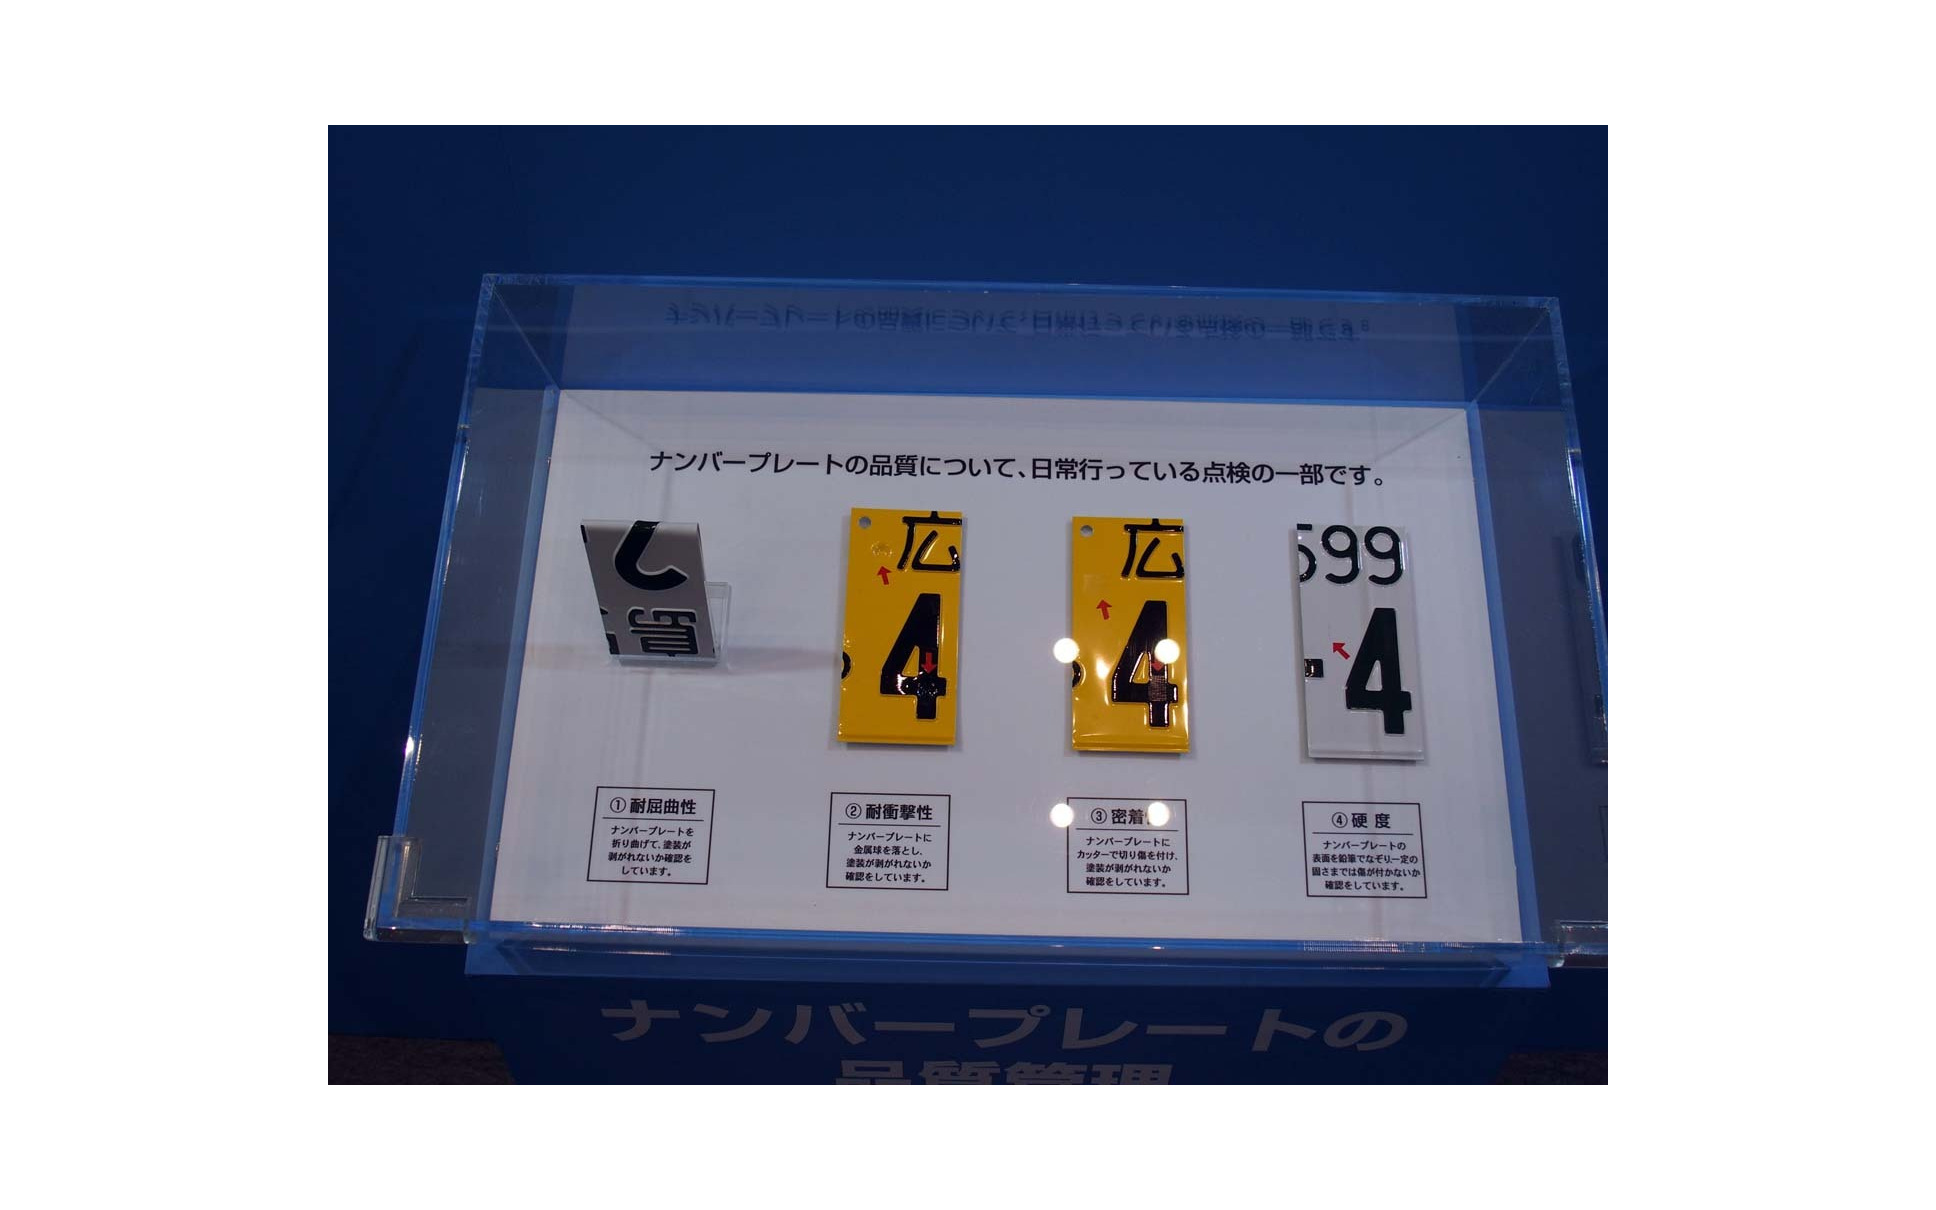 ナンバープレートの品質について、日常行っている点検の一部です。
広
4
広
4
599
4
①耐屈曲性
ナンバープレートを
折り曲げて、塗装が
剥がれないか確認を
しています。
②耐衝撃性
ナンバープレートに
金属球を落とし、
塗装が剥がれないか
確認をしています。
③密着
ナンバープレートに
カッターで切り傷を付け、
塗装が剥がれないか
確認をしています。
④硬度
ナンバープレートの
表面を鉛筆でなぞり、一定の
固さまでは傷が付かないか
確認をしています。
ナンバープレートの
品質管理